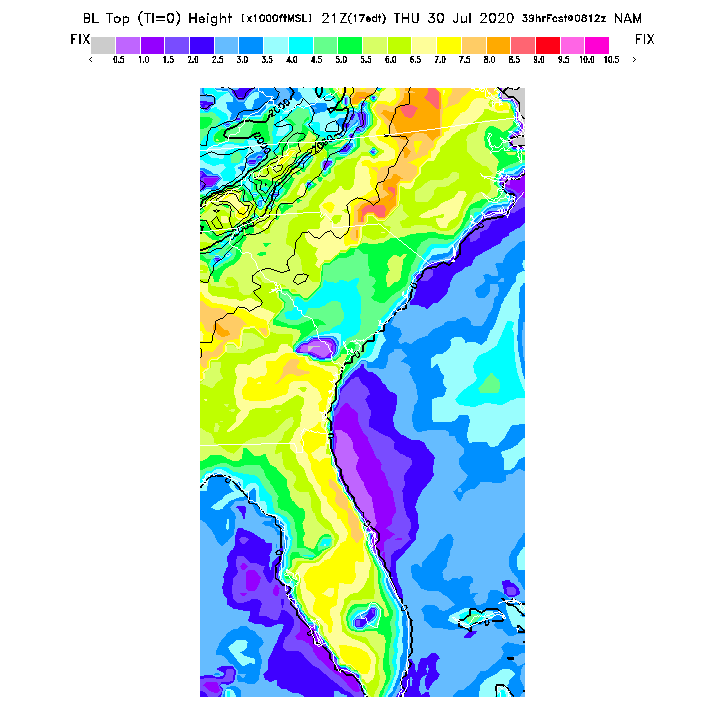 BL Top (TI=0) Height [x1000ftMSL] 21Z(17edt) THU 30 Jul 2020 39hrFcst@0812z NAM
FIX FIX
< 0.5 1.0 1.5 2.0 2.5 3.0 3.5 4.0 4.5 5.0 5.5 6.0 6.5 7.0 7.5 8.0 8.5 9.0 9.5 10.0 10.5 >
2000